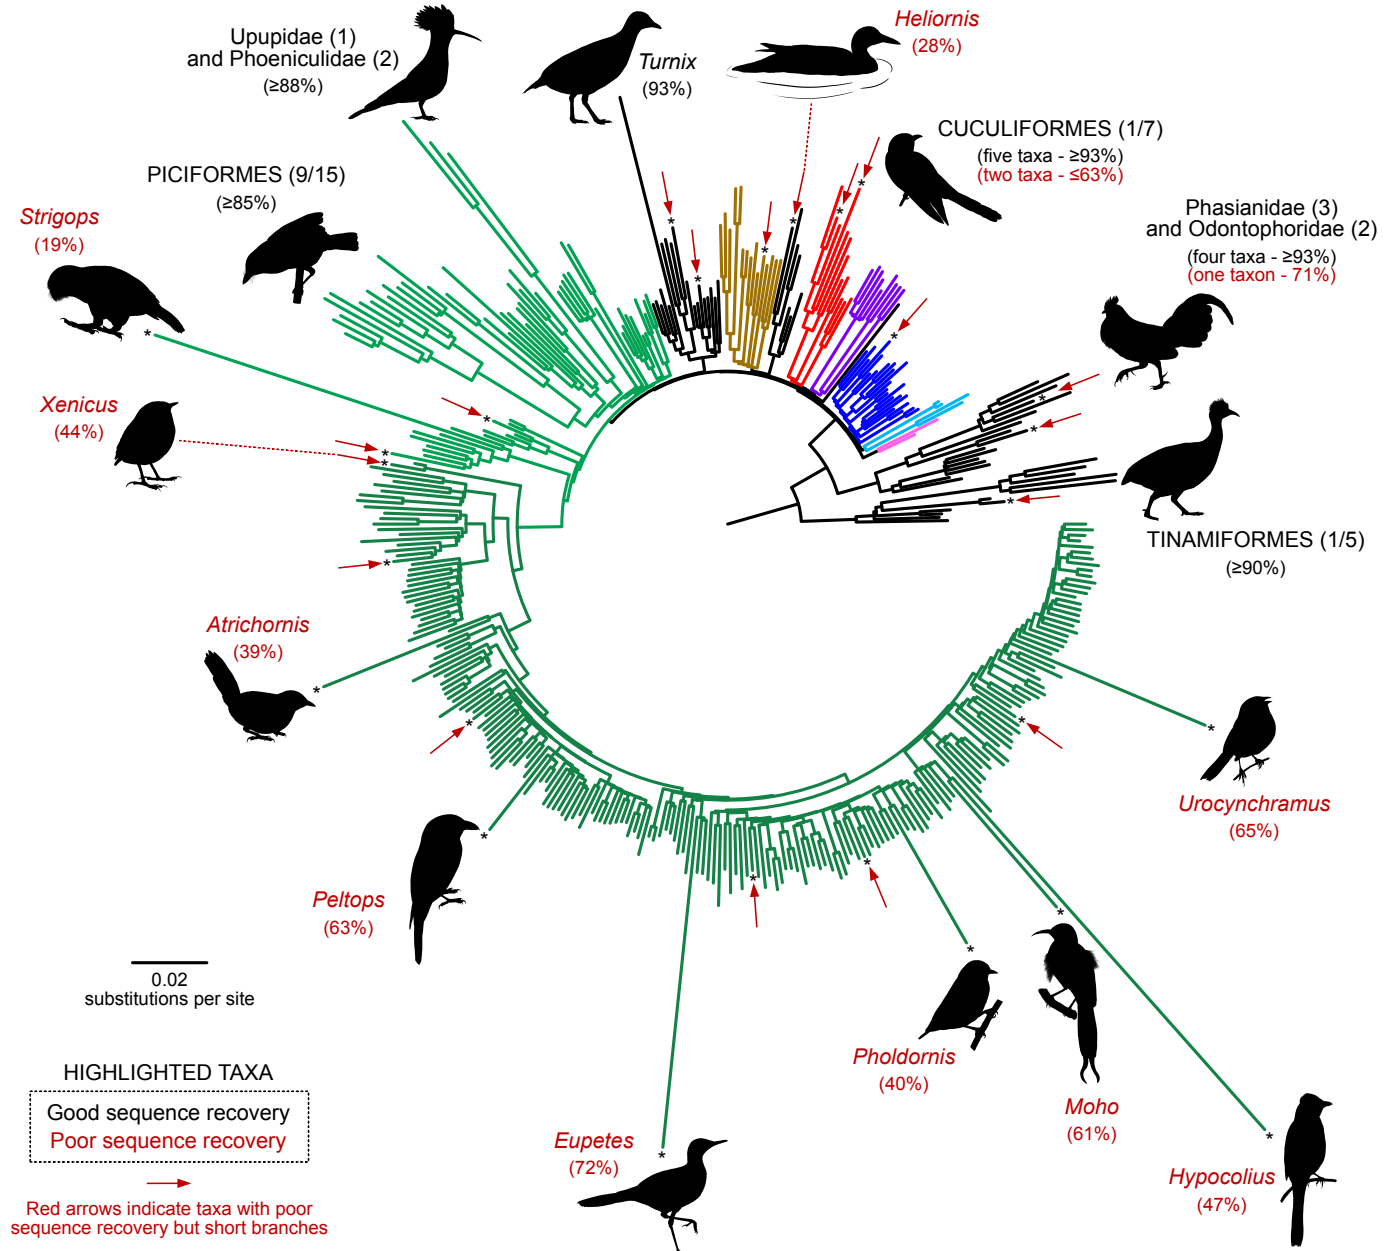 Upupidae (1)
and Phoeniculidae (2)
(≥88%)
Turnix
(93%)
Heliornis
(28%)
CUCULIFORMES (1/7)
(five taxa - ≥93%)
(two taxa - ≤63%)
PICIFORMES (9/15)
(≥85%)
Phasianidae (3)
and Odontophoridae (2)
(four taxa - ≥93%)
(one taxon - 71%)
Strigops
(19%)
Xenicus
(44%)
TINAMIFORMES (1/5)
(≥90%)
Atrichornis
(39%)
Urocynchramus
(65%)
Peltops
(63%)
0.02
substitutions per site
Pholdornis
(40%)
Moho
(61%)
Eupetes
(72%)
Hypocolius
(47%)
HIGHLIGHTED TAXA
Good sequence recovery
Poor sequence recovery
Red arrows indicate taxa with poor
sequence recovery but short branches